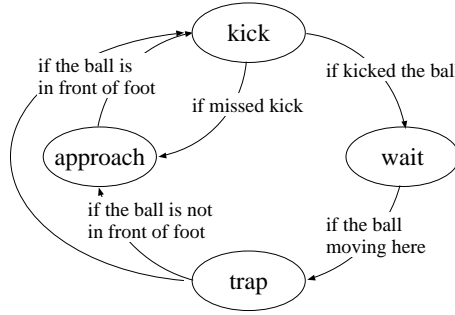 kick
if the ball is
in front of foot
if kicked the bal
if missed kick
approach
wait
if the ball is not
in front of foot
if the ball
moving here
trap